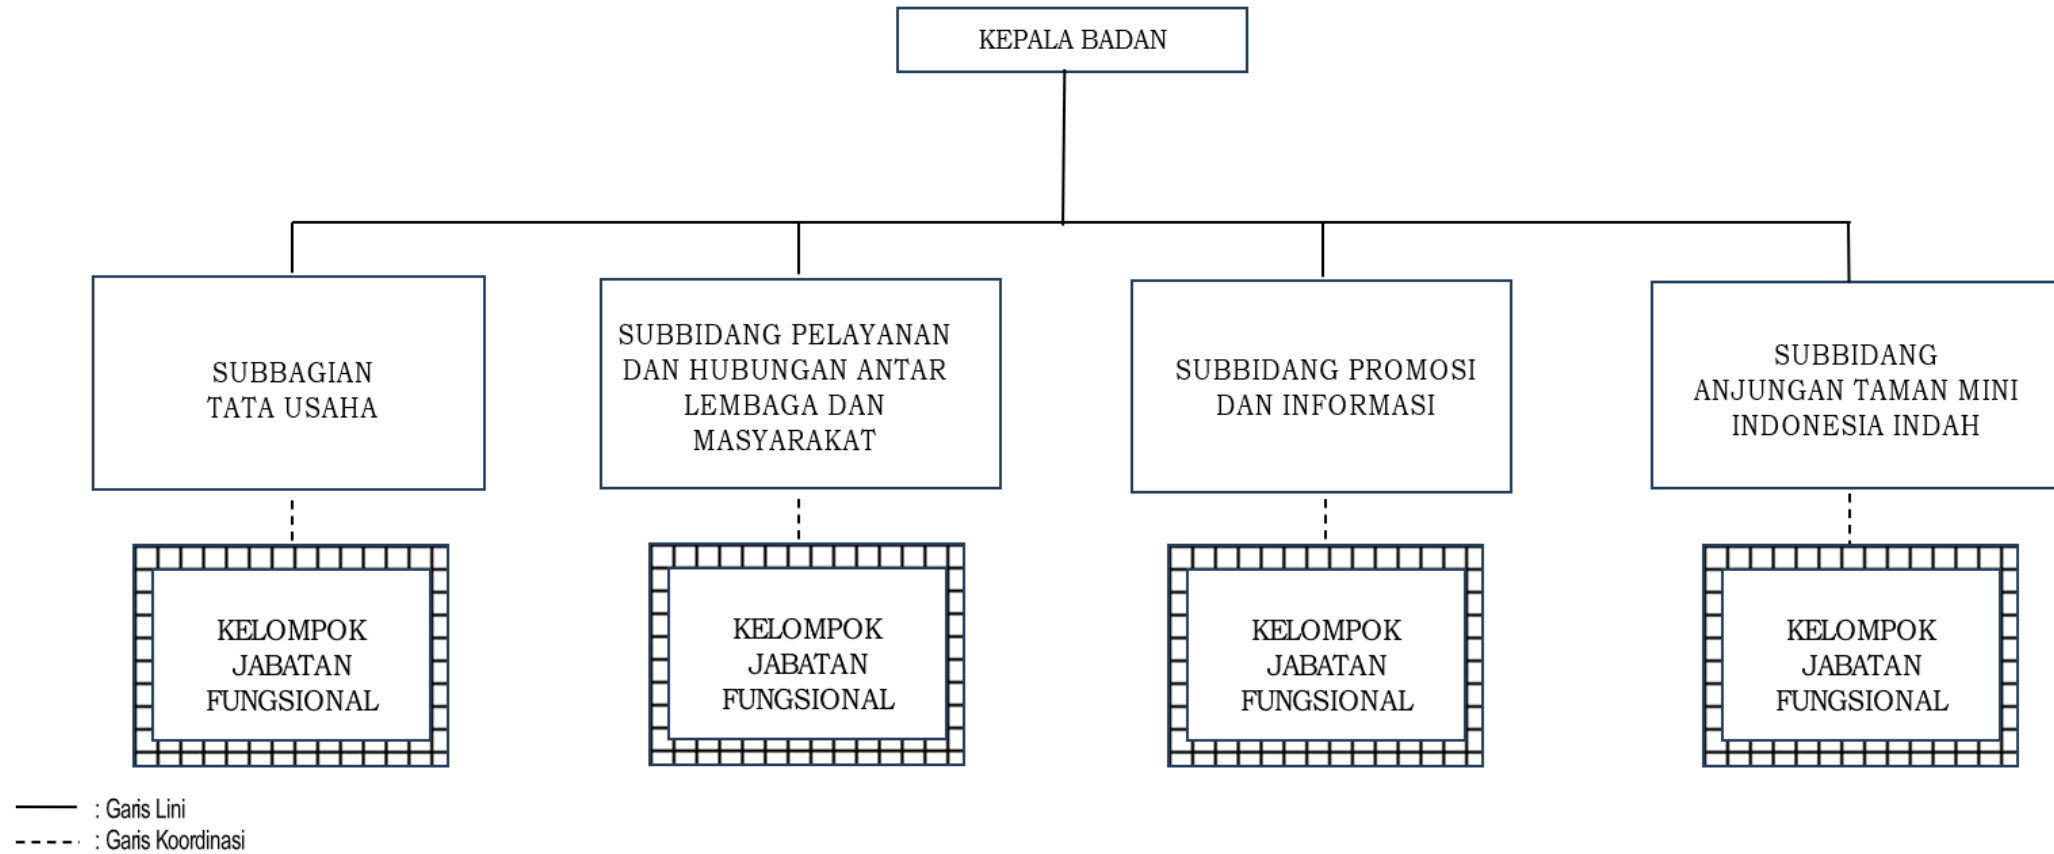 KEPALA BADAN
SUBBAGIAN
TATA USAHA
SUBBIDANG PELAYANAN
DAN HUBUNGAN ANTAR
LEMBAGA DAN
MASYARAKAT
SUBBIDANG PROMOSI
DAN INFORMASI
SUBBIDANG
ANJUNGAN TAMAN MINI
INDONESIA INDAH
KELOMPOK
JABATAN
FUNGSIONAL
KELOMPOK
JABATAN
FUNGSIONAL
KELOMPOK
JABATAN
FUNGSIONAL
KELOMPOK
JABATAN
FUNGSIONAL
: Garis Lini
: Garis Koordinasi